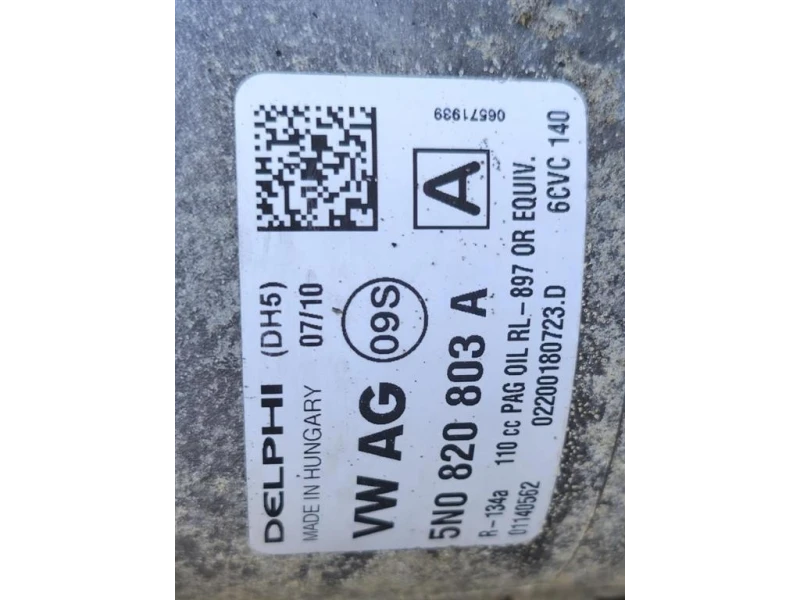 DELPHI (DH5)
MADE IN HUNGARY 07/10
VW AG 09S A 06571939
5N0 820 803 A
R-134a 110 cc PAG OIL RL-897 OR EQUIV.
01140562 02200180723.D 6CVC 140